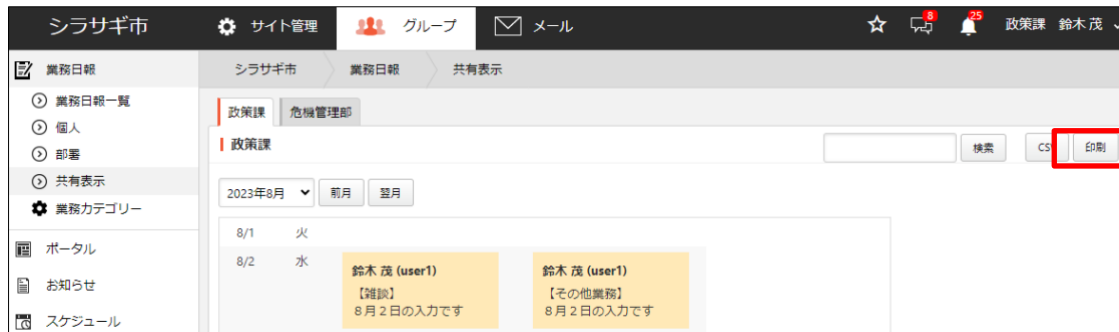 シラサギ市 サイト管理 グループ メール 8 25 政策課 鈴木 茂
業務日報 シラサギ市 業務日報 共有表示
業務日報一覧
個人
部署
共有表示
業務カテゴリー
ポータル
お知らせ
スケジュール
政策課 危機管理部
政策課 検索 印刷
2023年8月 前月 翌月
8/1 火
8/2 水
鈴木 茂 (user1)
【雑談】
8月2日の入力です
鈴木 茂 (user1)
【その他業務】
8月2日の入力です